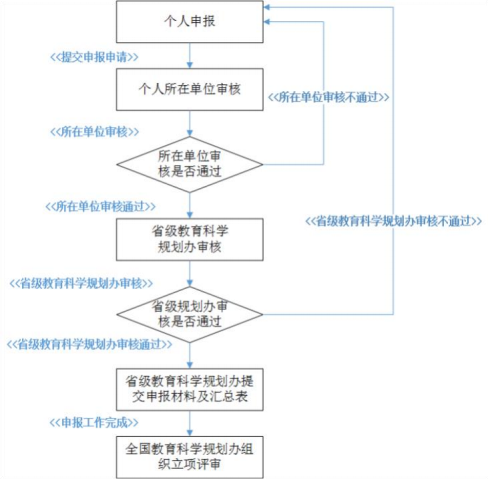 个人申报
<<提交申报申请>>
个人所在单位审核
<<所在单位审核不通过>>
<<所在单位审核>>
所在单位审
核是否通过
<<所在单位审核通过>>
<<省级教育科学规划办审核不通过>>
省级教育科学
规划办审核
<<省级教育科学规划办审核>>
省级规划办审
核是否通过
<<省级教育科学规划办审核通过>>
省级教育科学规划办提
交申报材料及汇总表
<<申报工作完成>>
全国教育科学规划办组
织立项评审